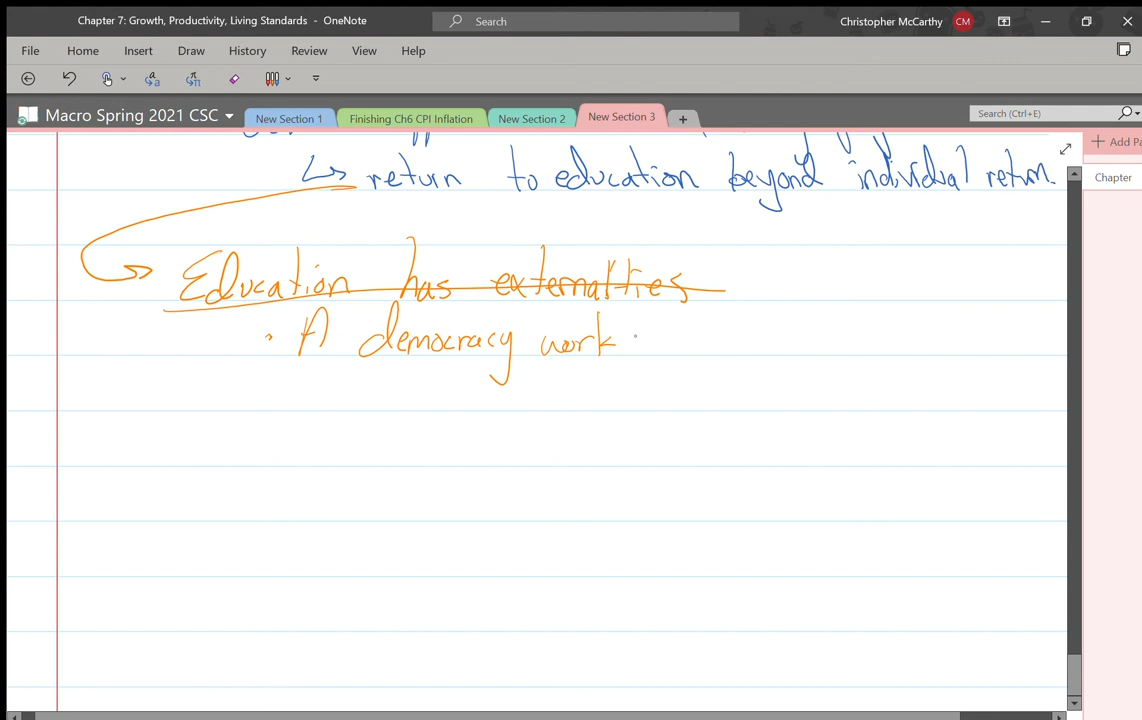 Chapter 7: Growth, Productivity, Living Standards - OneNote
Search
Christopher McCarthy CM
File Home Insert Draw History Review View Help
Macro Spring 2021 CSC
New Section 1
Finishing Ch6 CPI Inflation
New Section 2
New Section 3
Search (Ctrl+E)
Add Pa
Chapter
return to education beyond individual return.
Education has externalities
A democracy work